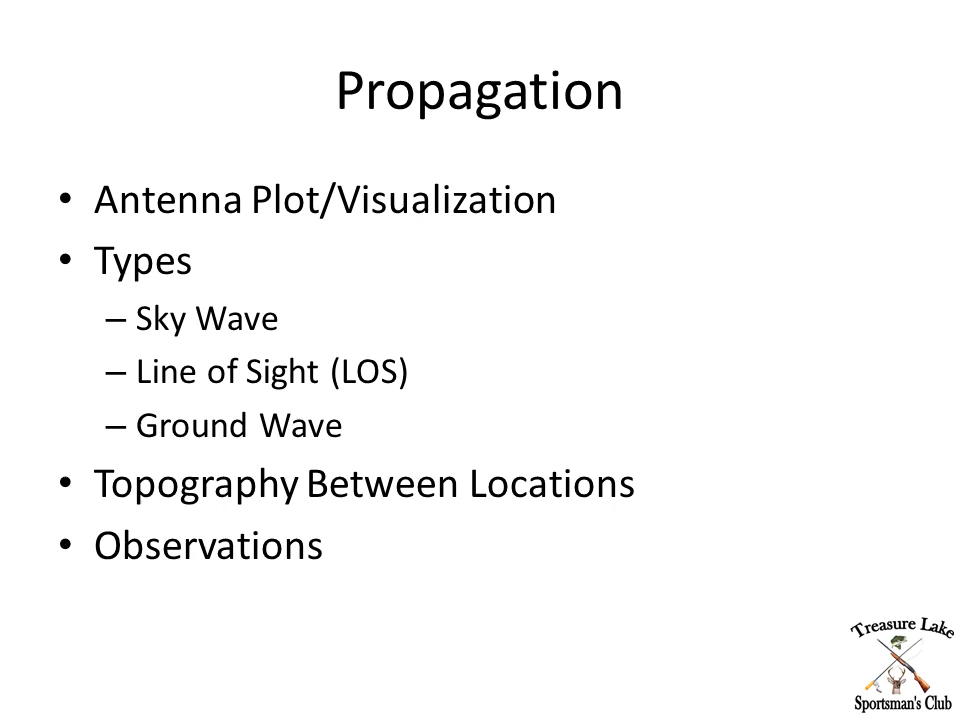 Propagation
• Antenna Plot/Visualization
• Types
– Sky Wave
– Line of Sight (LOS)
– Ground Wave
• Topography Between Locations
• Observations
Treasure Lake
Sportsman's Club